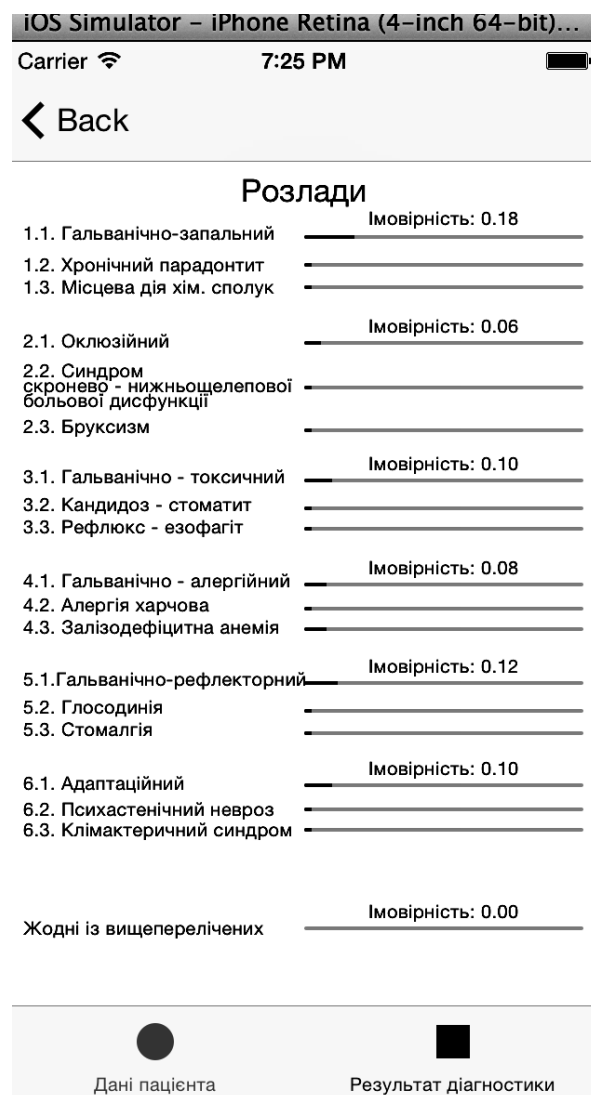 iOS Simulator – iPhone Retina (4-inch 64-bit)...
Carrier 7:25 PM
Back
Розлади
Імовірність: 0.18
1.1. Гальванічно-запальний
1.2. Хронічний парадонтит
1.3. Місцева дія хім. сполук
Імовірність: 0.06
2.1. Оклюзійний
2.2. Синдром
скронево - нижньощелепової
больової дисфункції
2.3. Бруксизм
Імовірність: 0.10
3.1. Гальванічно - токсичний
3.2. Кандидоз - стоматит
3.3. Рефлюкс - езофагіт
Імовірність: 0.08
4.1. Гальванічно - алергійний
4.2. Алергія харчова
4.3. Залізодефіцитна анемія
Імовірність: 0.12
5.1.Гальванічно-рефлекторний
5.2. Глосодинія
5.3. Стомалгія
Імовірність: 0.10
6.1. Адаптаційний
6.2. Психастенічний невроз
6.3. Клімактеричний синдром
Імовірність: 0.00
Жодні із вищеперелічених
Дані пацієнта Результат діагностики